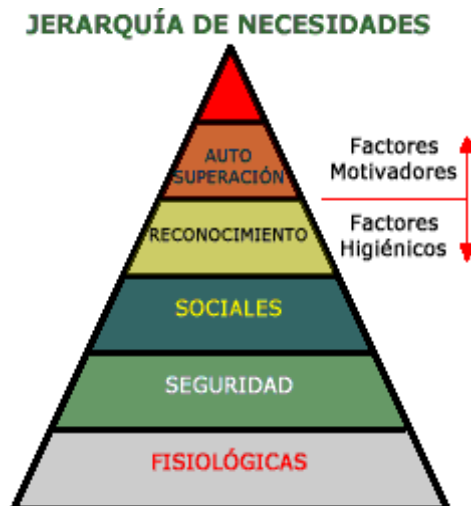 JERARQUÍA DE NECESIDADES
AUTO
SUPERACIÓN
Factores
Motivadores
RECONOCIMIENTO
Factores
Higiénicos
SOCIALES
SEGURIDAD
FISIOLÓGICAS